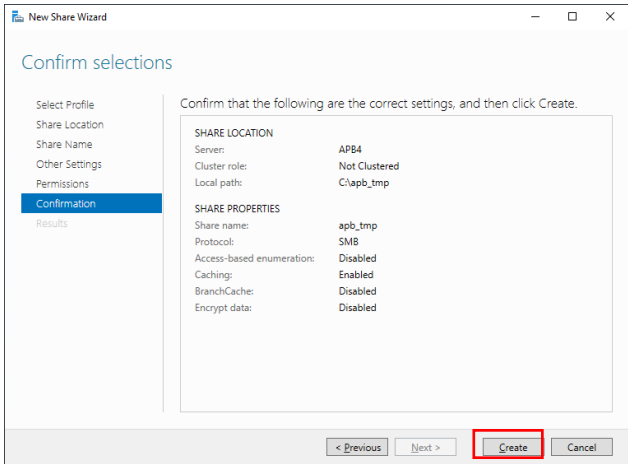 New Share Wizard
Confirm selections
Select Profile
Share Location
Share Name
Other Settings
Permissions
Confirmation
Results
Confirm that the following are the correct settings, and then click Create.
SHARE LOCATION
Server: APB4
Cluster role: Not Clustered
Local path: C:\apb_tmp
SHARE PROPERTIES
Share name: apb_tmp
Protocol: SMB
Access-based enumeration: Disabled
Caching: Enabled
BranchCache: Disabled
Encrypt data: Disabled
< Previous Next > Create Cancel